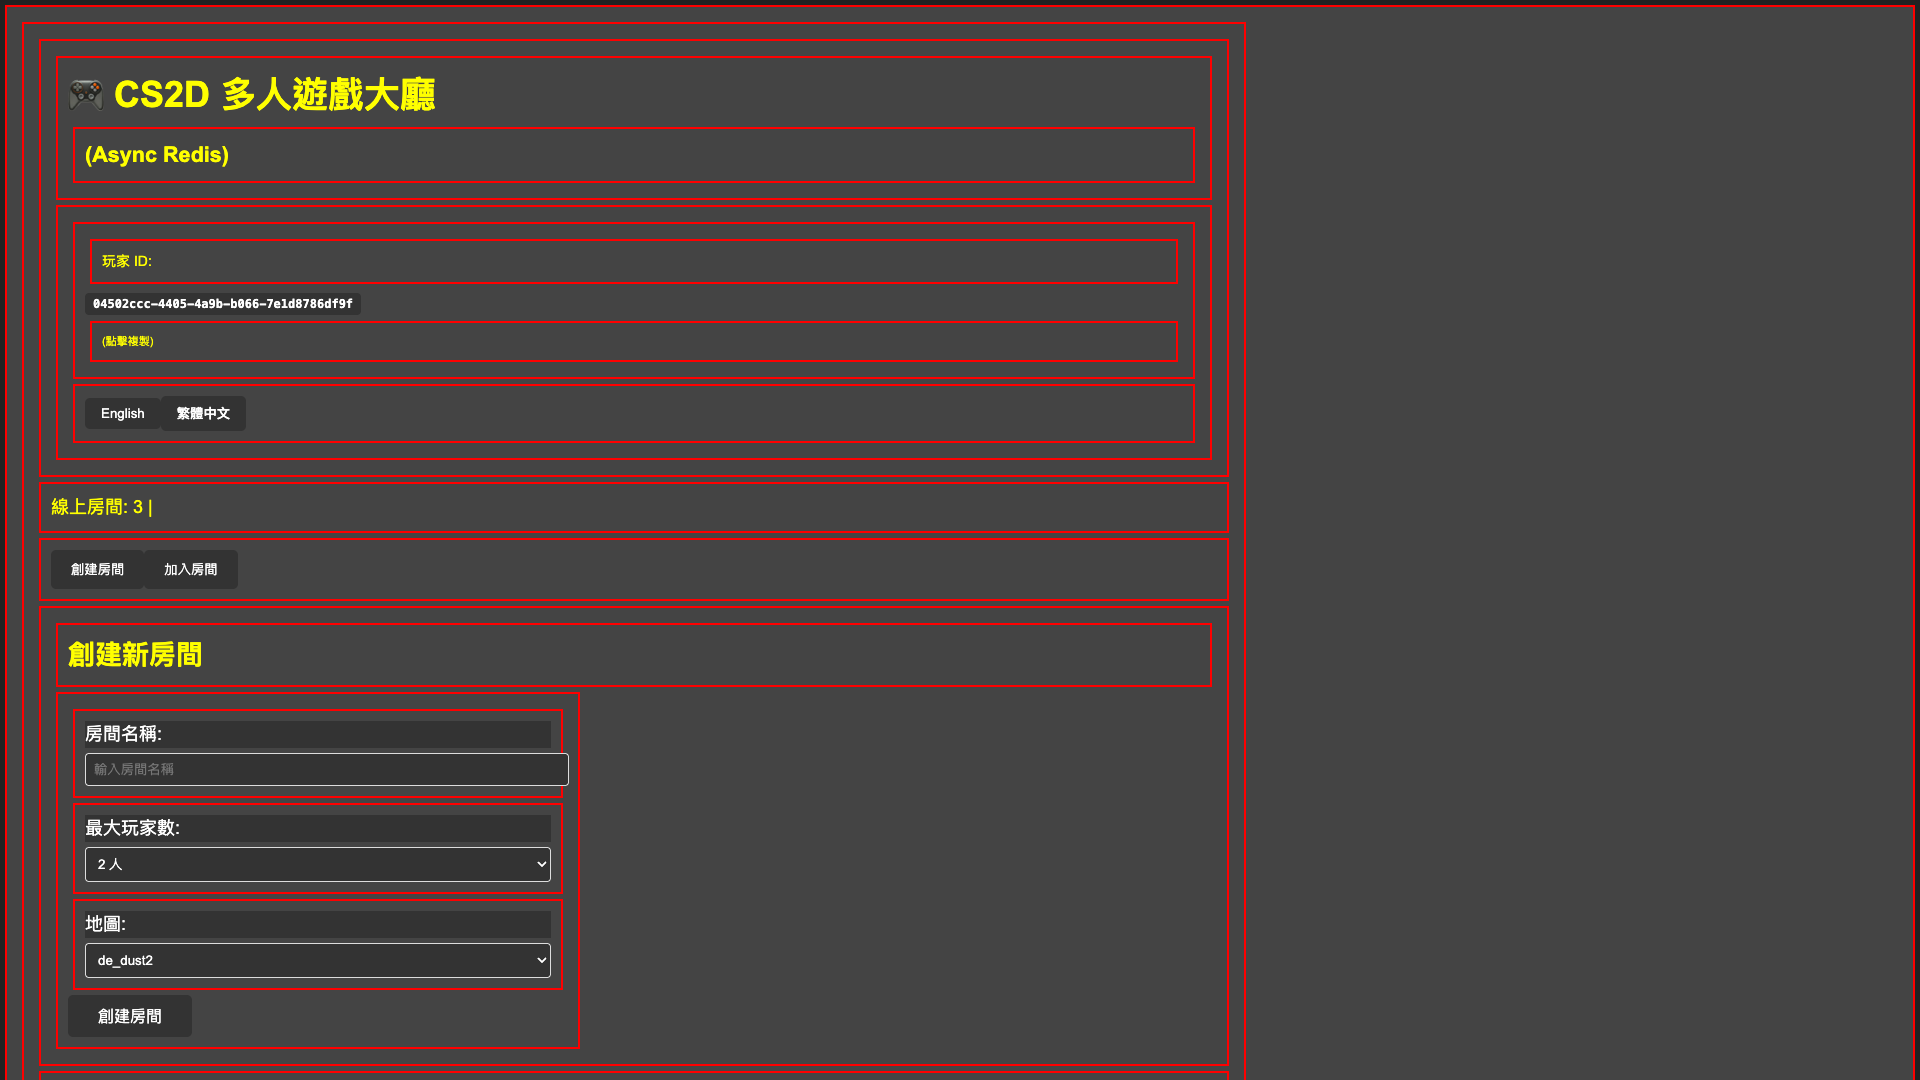 🎮 CS2D 多人遊戲大廳
(Async Redis)
玩家 ID:
04502ccc-4405-4a9b-b066-7e1d8786df9f
(點擊複製)
English 繁體中文
線上房間: 3 |
創建房間 加入房間
創建新房間
房間名稱:
輸入房間名稱
最大玩家數:
2 人
地圖:
de_dust2
創建房間